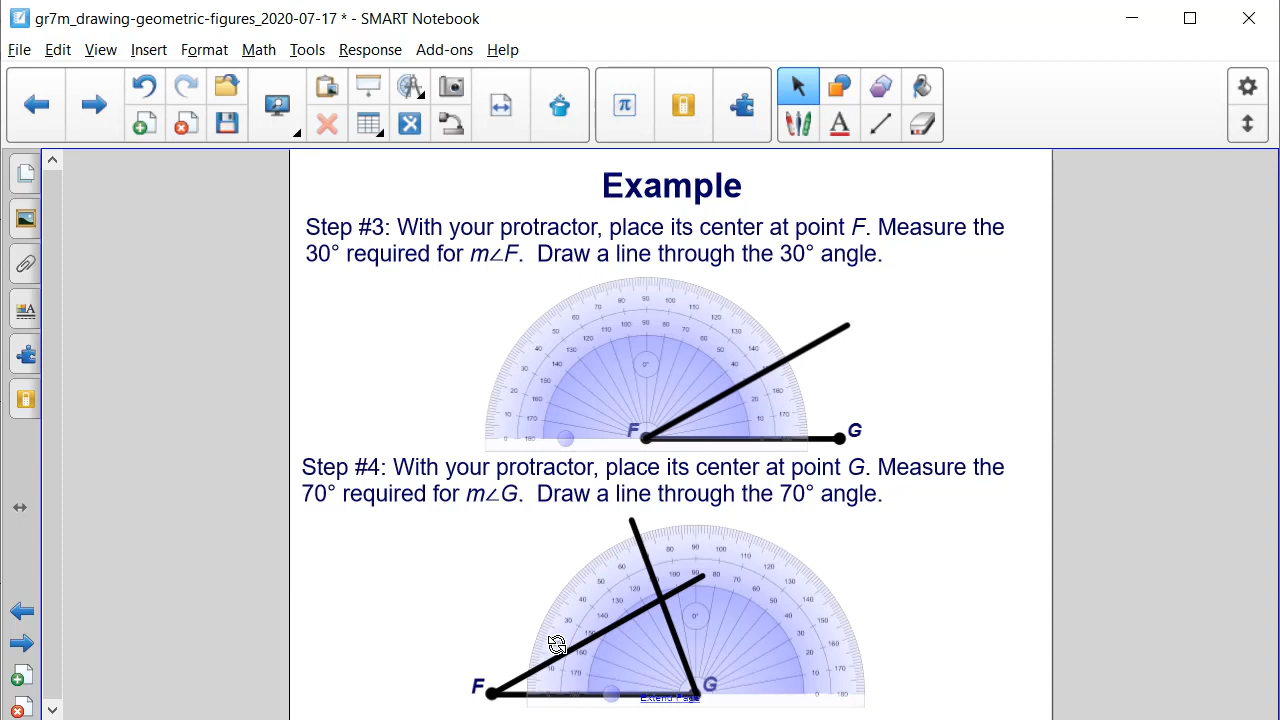 gr7m_drawing-geometric-figures_2020-07-17 * - SMART Notebook
File Edit View Insert Format Math Tools Response Add-ons Help
Example
Step #3: With your protractor, place its center at point F. Measure the
30° required for m∠F. Draw a line through the 30° angle.
F
G
Step #4: With your protractor, place its center at point G. Measure the
70° required for m∠G. Draw a line through the 70° angle.
F
G
Extend Page